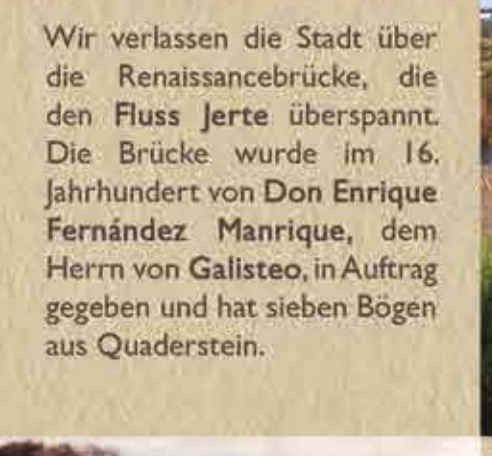 Wir verlassen die Stadt über
die Renaissancebrücke, die
den Fluss Jerte überspannt.
Die Brücke wurde im 16.
Jahrhundert von Don Enrique
Fernández Manrique, dem
Herrn von Galisteo, in Auftrag
gegeben und hat sieben Bögen
aus Quaderstein.